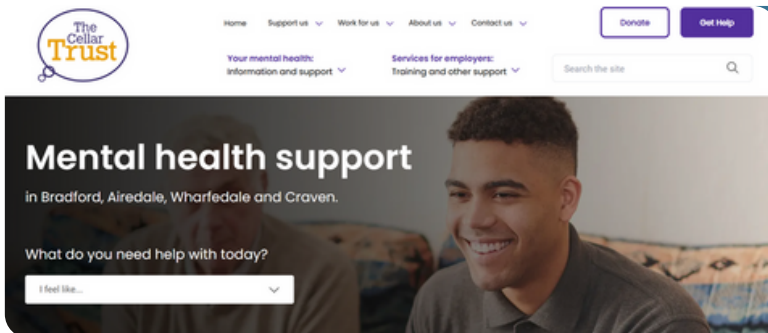 The
Cellar
Trust
Home Support us Work for us About us Contact us
Donate
Get Help
Your mental health:
Information and support
Services for employers:
Training and other support
Search the site
Mental health support
in Bradford, Airedale, Wharfedale and Craven.
What do you need help with today?
I feel like...